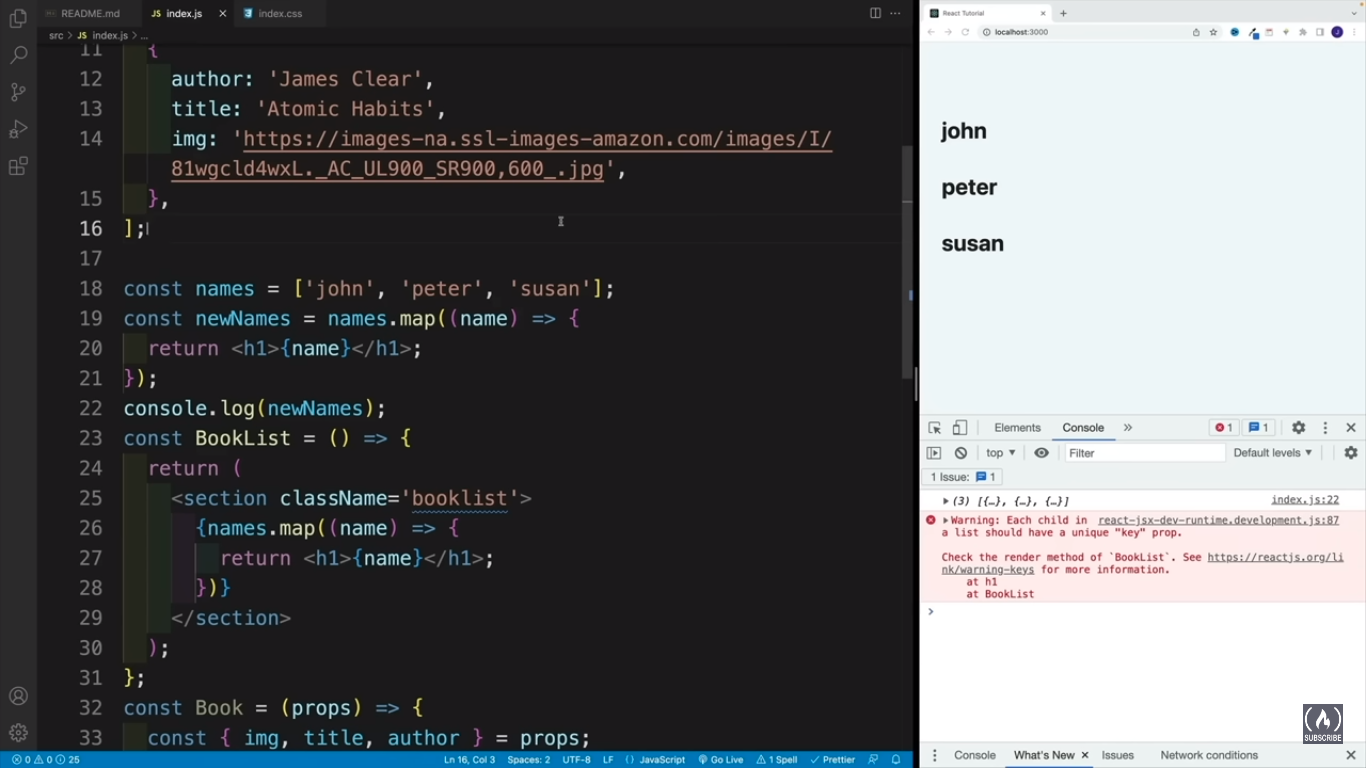 README.md
index.js
index.css
src > index.js > ...
11 {
12 author: 'James Clear',
13 title: 'Atomic Habits',
14 img: 'https://images-na.ssl-images-amazon.com/images/I/
81wgcld4wxL._AC_UL900_SR900,600_.jpg',
15 },
16 ];
17
18 const names = ['john', 'peter', 'susan'];
19 const newNames = names.map((name) => {
20 return <h1>{name}</h1>;
21 });
22 console.log(newNames);
23 const BookList = () => {
24 return (
25 <section className='booklist'>
26 {names.map((name) => {
27 return <h1>{name}</h1>;
28 })}
29 </section>
30 );
31 };
32 const Book = (props) => {
33 const { img, title, author } = props;
0 0 25
Ln 16, Col 3 Spaces: 2 UTF-8 LF {} JavaScript Go Live 1 Spell Prettier
React Tutorial
localhost:3000
J
john
peter
susan
Elements Console » 1 1
top Filter Default levels
1 Issue: 1
(3) [{…}, {…}, {…}] index.js:22
Warning: Each child in react-jsx-dev-runtime.development.js:87
a list should have a unique "key" prop.
Check the render method of `BookList`. See https://reactjs.org/li
nk/warning-keys for more information.
at h1
at BookList
>
Console What's New Issues Network conditions
SUBSCRIBE